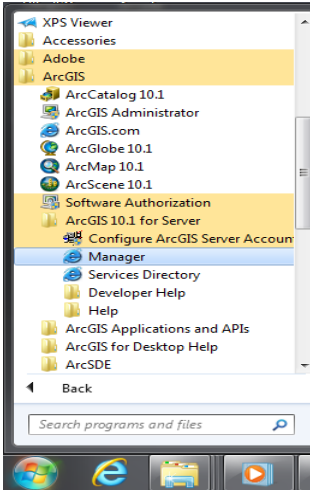 XPS Viewer
Accessories
Adobe
ArcGIS
ArcCatalog 10.1
ArcGIS Administrator
ArcGIS.com
ArcGlobe 10.1
ArcMap 10.1
ArcScene 10.1
Software Authorization
ArcGIS 10.1 for Server
Configure ArcGIS Server Accoun
Manager
Services Directory
Developer Help
Help
ArcGIS Applications and APIs
ArcGIS for Desktop Help
ArcSDE
Back
Search programs and files